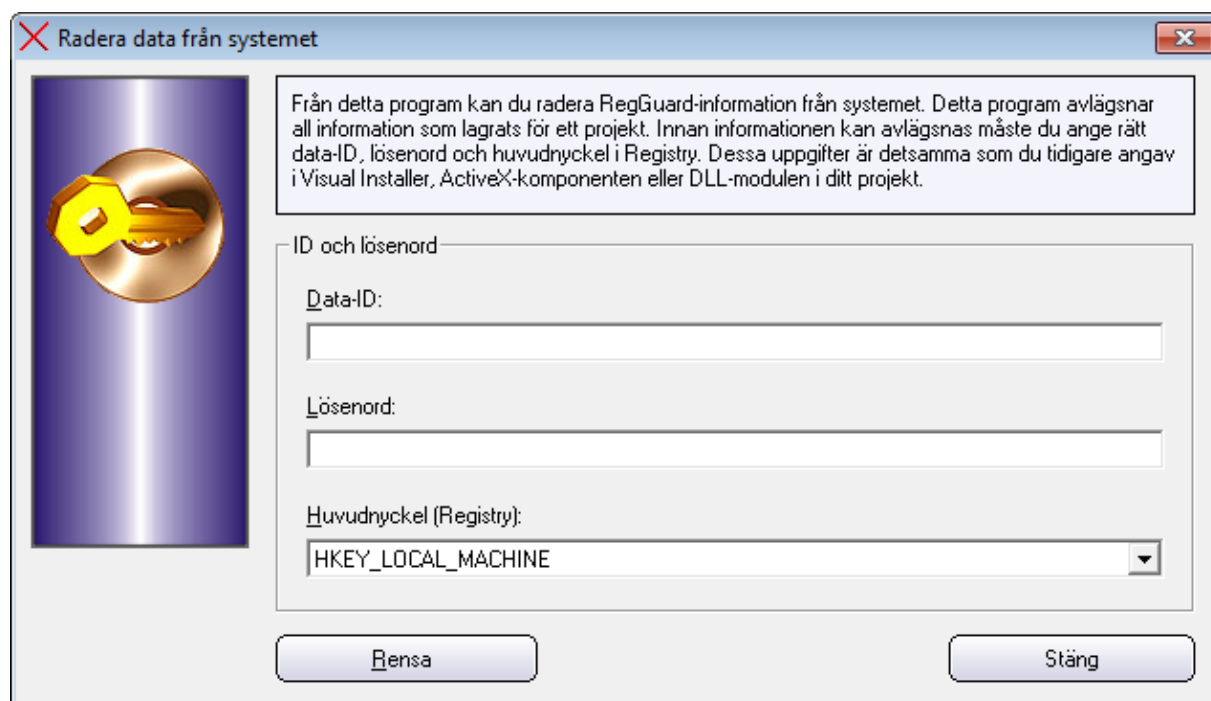 Radera data från systemet
Från detta program kan du radera RegGuard-information från systemet. Detta program avlägsnar
all information som lagrats för ett projekt. Innan informationen kan avlägsnas måste du ange rätt
data-ID, lösenord och huvudnyckel i Registry. Dessa uppgifter är detsamma som du tidigare angav
i Visual Installer, ActiveX-komponenten eller DLL-modulen i ditt projekt.
ID och lösenord
Data-ID:
Lösenord:
Huvudnyckel (Registry):
HKEY_LOCAL_MACHINE
Rensa
Stäng